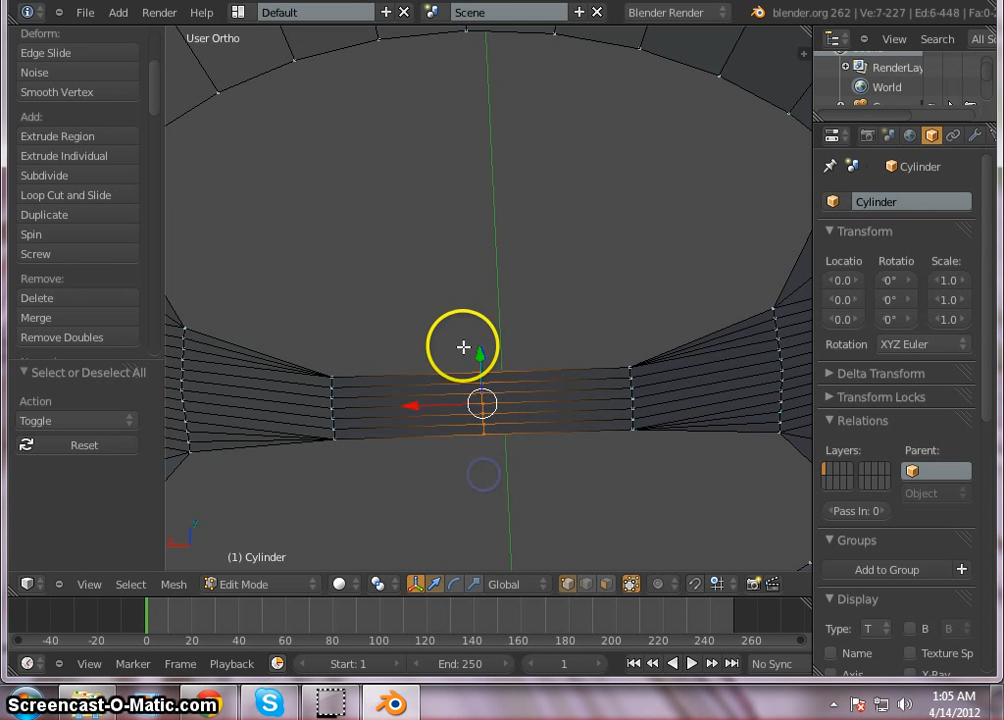 File Add Render Help Default Scene Blender Render blender.org 262 | Ve:7-227 | Ed:6-448 | Fa:0-
Deform:
Edge Slide
Noise
Smooth Vertex
Add:
Extrude Region
Extrude Individual
Subdivide
Loop Cut and Slide
Duplicate
Spin
Screw
Remove:
Delete
Merge
Remove Doubles
Select or Deselect All
Action
Toggle
Reset
User Ortho
(1) Cylinder
View Search All S
RenderLay
World
Cylinder
Cylinder
Transform
Locatio Rotatio Scale:
0.0 0° 1.0
0.0 0° 1.0
0.0 0° 1.0
Rotation XYZ Euler
Delta Transform
Transform Locks
Relations
Layers: Parent:
Object
Pass In: 0
Groups
Add to Group
Display
Type: T B B
Name Texture Sp
View Select Mesh Edit Mode Global
-40 -20 0 20 40 60 80 100 120 140 160 180 200 220 240 260
View Marker Frame Playback Start: 1 End: 250 1 No Sync
Screencast-O-Matic.com
1:05 AM
4/14/2012